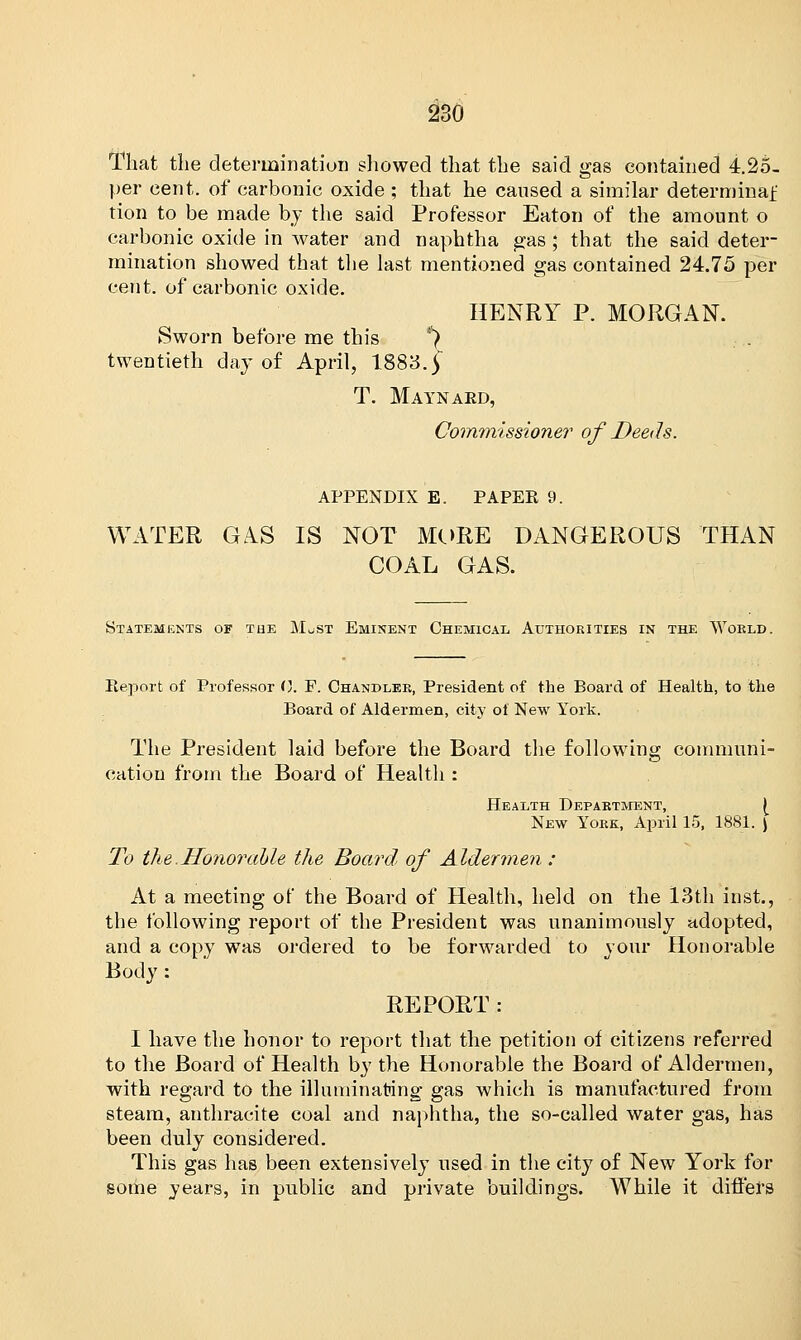 230
That the determination showed that the said gas contained 4.25-
per cent. of carbonic oxide ; that he caused a similar determinaf
tion to be made by the said Professor Eaton of the amount o
carbonic oxide in water and naphtha gas ; that the said deter-
mination showed that the last mentioned gas contained 24.75 per
cent. of carbonic oxide.
HENRY P. MORGAN.
Sworn before me this }
twentieth day of April, 1883. }
T. Maynard,
Commissioner of Deeds.
APPENDIX E. PAPER 9.
WATER GAS IS NOT MORE DANGEROUS THAN
COAL GAS.
Statements of the Most Eminent Chemical Authorities in the World.
Report of Professor C. F. Chandler, President of the Board of Health, to the
Board of Aldermen, city of New York.
The President laid before the Board the following communi-
cation from the Board of Health :
Health Department, }
New York, April 15, 1881. }
To the Honorable the Board of Aldermen :
At a meeting of the Board of Health, held on the 13th inst.,
the following report of the President was unanimously adopted,
and a copy was ordered to be forwarded to your Honorable
Body :
REPORT :
I have the honor to report that the petition of citizens referred
to the Board of Health by the Honorable the Board of Aldermen,
with regard to the illuminating gas which is manufactured from
steam, anthracite coal and naphtha, the so-called water gas, has
been duly considered.
This gas has been extensively used in the city of New York for
some years, in public and private buildings. While it differs